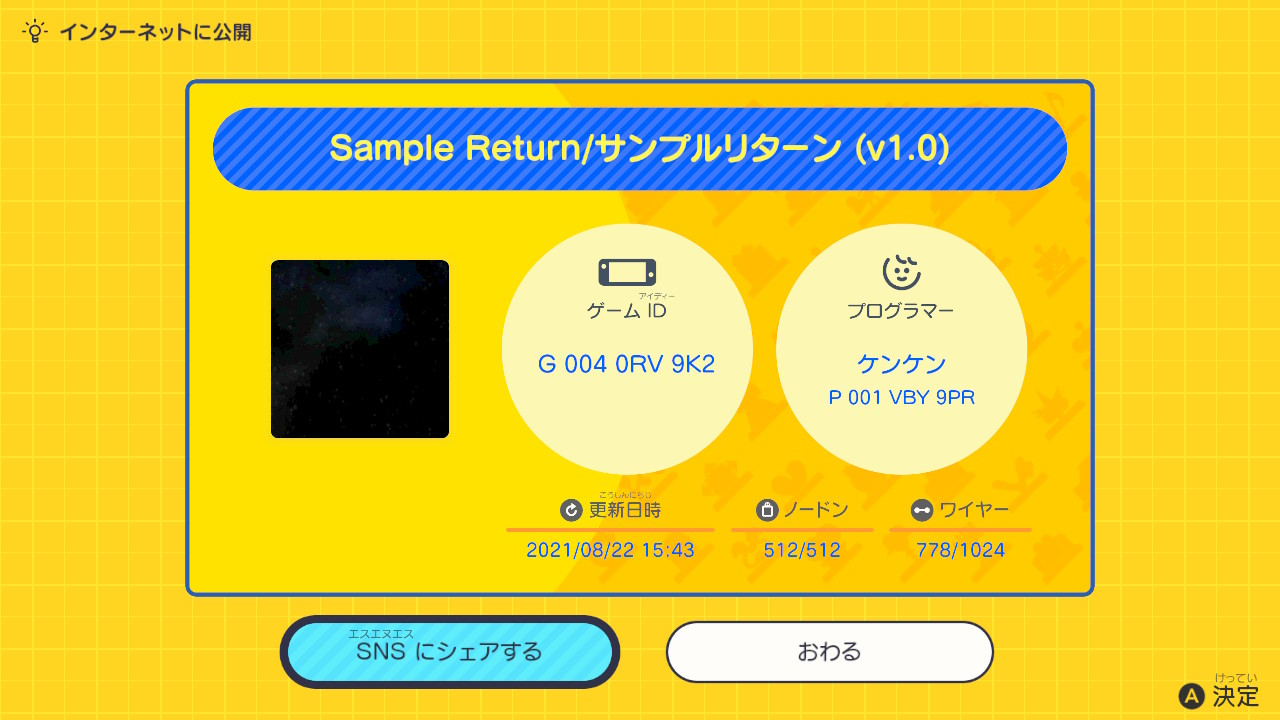 インターネットに公開
Sample Return/サンプルリターン (v1.0)
アイディー
ゲーム ID
G 004 0RV 9K2
プログラマー
ケンケン
P 001 VBY 9PR
こうしんにちじ
更新日時
2021/08/22 15:43
ノードン
512/512
ワイヤー
778/1024
エスエヌエス
SNS にシェアする
おわる
けってい
A 決定